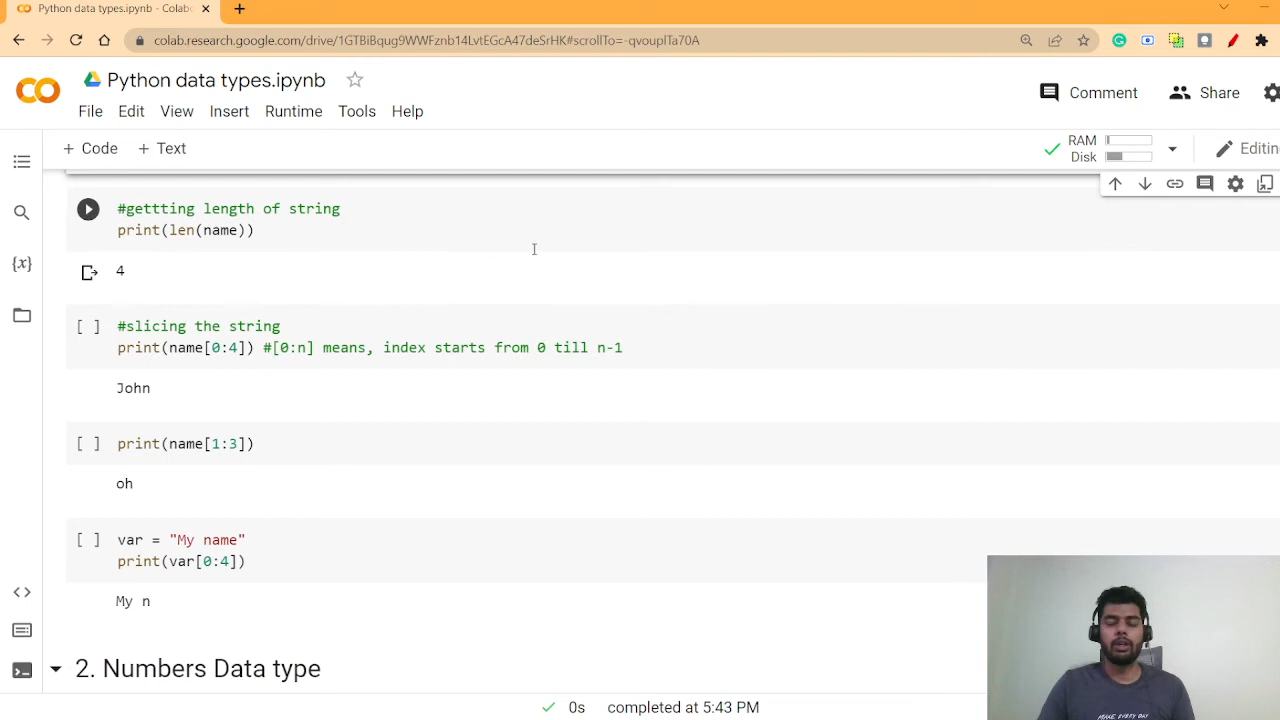 Python data types.ipynb - Colab
colab.research.google.com/drive/1GTBiBqug9WWFznb14LvtEGcA47deSrHK#scrollTo=-qvouplTa70A
Python data types.ipynb
Comment
Share
File Edit View Insert Runtime Tools Help
+ Code + Text
RAM
Disk
Editin
#gettting length of string
print(len(name))
4
[ ] #slicing the string
print(name[0:4]) #[0:n] means, index starts from 0 till n-1
John
[ ] print(name[1:3])
oh
[ ] var = "My name"
print(var[0:4])
My n
2. Numbers Data type
0s completed at 5:43 PM
MAKE EVERY DAY